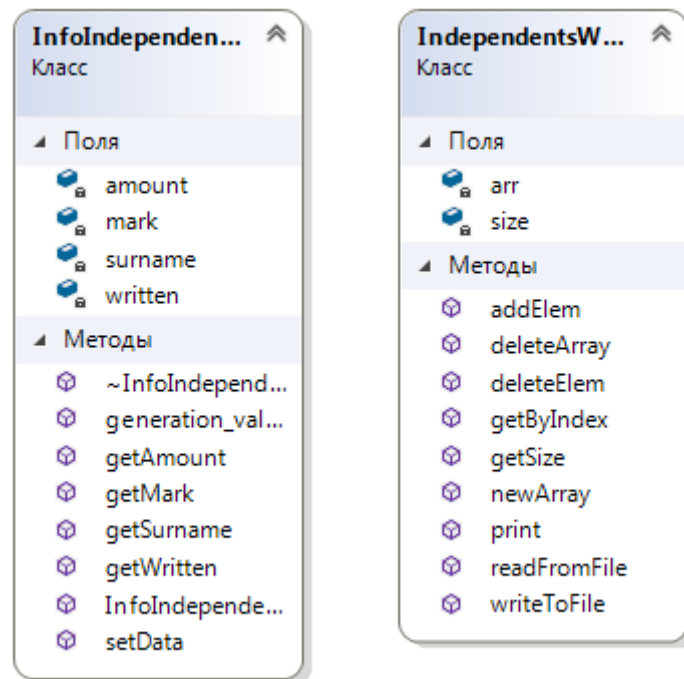 InfoIndependen...
Класс
Поля
amount
mark
surname
written
Методы
~InfoIndepend...
generation_val...
getAmount
getMark
getSurname
getWritten
InfoIndepende...
setData
IndependentsW...
Класс
Поля
arr
size
Методы
addElem
deleteArray
deleteElem
getByIndex
getSize
newArray
print
readFromFile
writeToFile